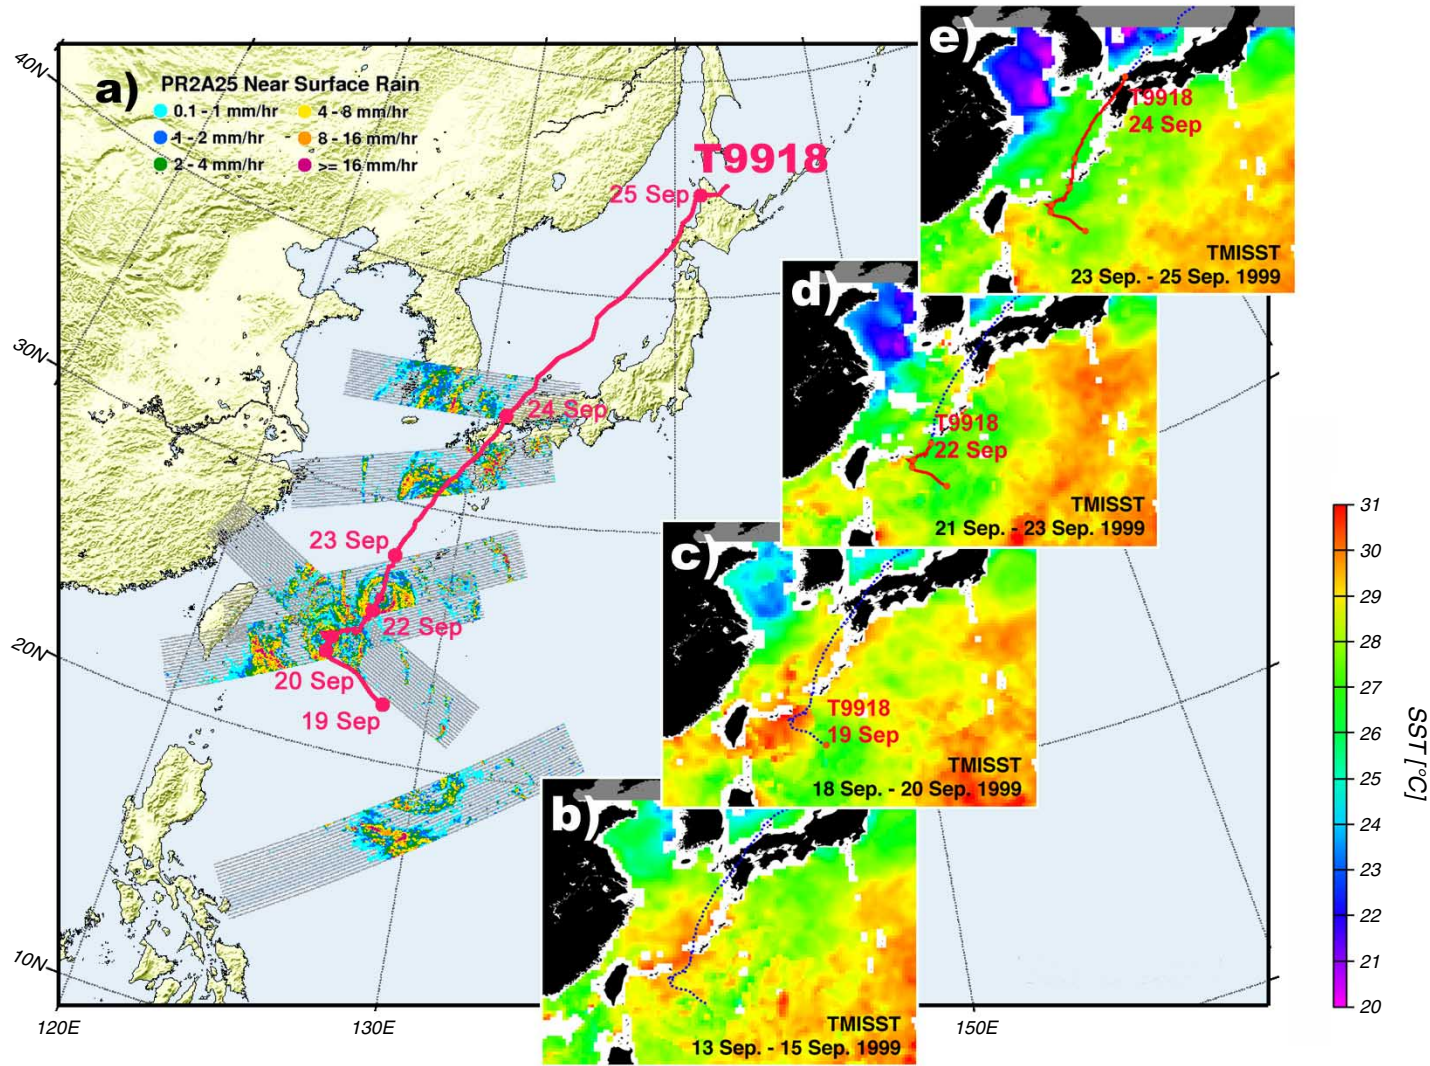 a)
PR2A25 Near Surface Rain
0.1 - 1 mm/hr
4 - 8 mm/hr
1 - 2 mm/hr
8 - 16 mm/hr
2 - 4 mm/hr
>= 16 mm/hr
T9918
25 Sep
24 Sep
23 Sep
22 Sep
20 Sep
19 Sep
40N
30N
20N
10N
120E
130E
150E
e)
T9918
24 Sep
TMISST
23 Sep. - 25 Sep. 1999
d)
T9918
22 Sep
TMISST
21 Sep. - 23 Sep. 1999
c)
T9918
19 Sep
TMISST
18 Sep. - 20 Sep. 1999
b)
TMISST
13 Sep. - 15 Sep. 1999
31
30
29
28
27
26
25
24
23
22
21
20
SST [°C]